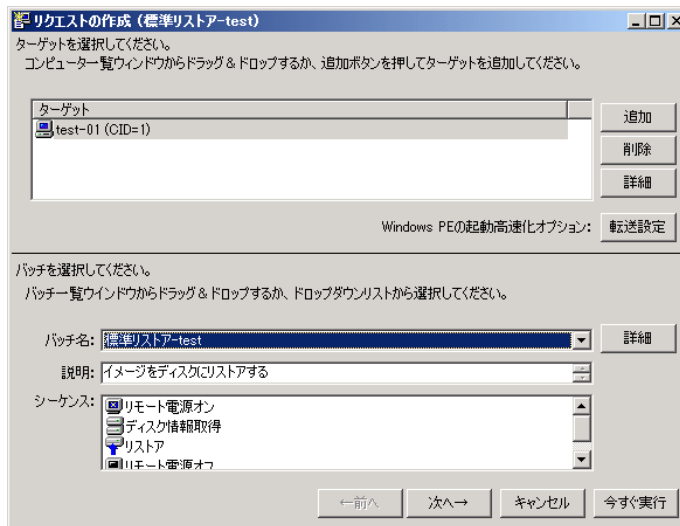 リクエストの作成（標準リストア-test）
ターゲットを選択してください。
コンピューター覧ウィンドウからドラッグ＆ドロップするか、追加ボタンを押してターゲットを追加してください。
ターゲット
test-01 (CID=1)
追加
削除
詳細
Windows PEの起動高速化オプション：
転送設定
バッチを選択してください。
バッチ一覧ウインドウからドラッグ＆ドロップするか、ドロップダウンリストから選択してください。
バッチ名：
標準リストア-test
詳細
説明：
イメージをディスクにリストアする
シーケンス：
リモート電源オン
ディスク情報取得
リストア
リモート電源オフ
←前へ
次へ→
キャンセル
今すぐ実行